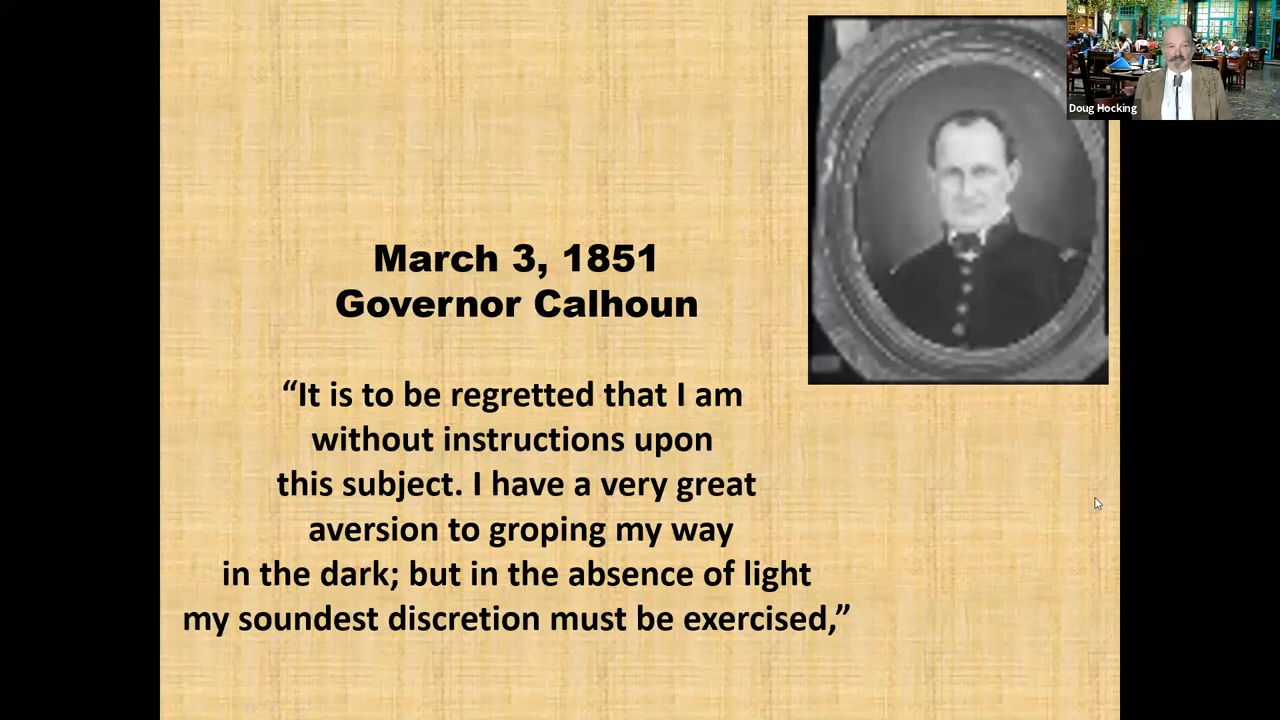 Doug Hocking
March 3, 1851
Governor Calhoun
“It is to be regretted that I am
without instructions upon
this subject. I have a very great
aversion to groping my way
in the dark; but in the absence of light
my soundest discretion must be exercised,”